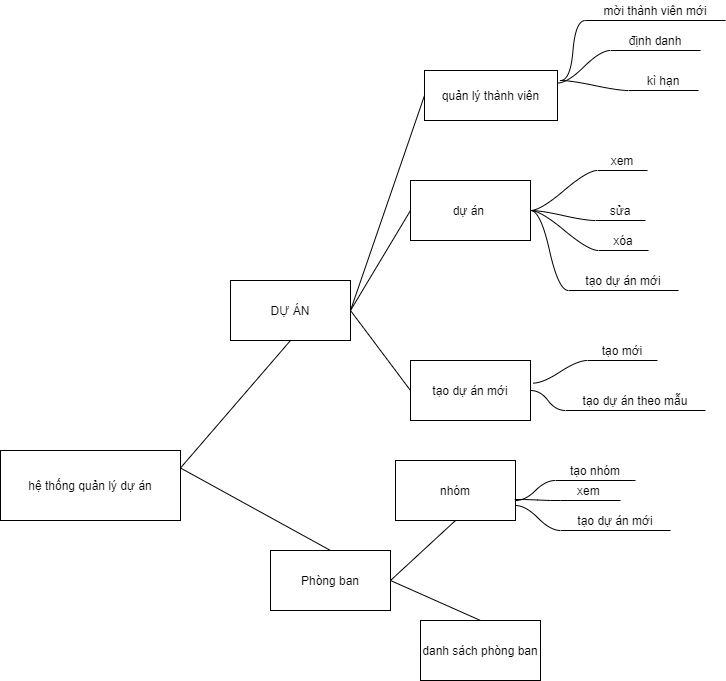 mời thành viên mới
định danh
quản lý thành viên
kì hạn
xem
dự án
sửa
xóa
tạo dự án mới
DỰ ÁN
tạo mới
tạo dự án mới
tạo dự án theo mẫu
hệ thống quản lý dự án
nhóm
tạo nhóm
xem
tạo dự án mới
Phòng ban
danh sách phòng ban